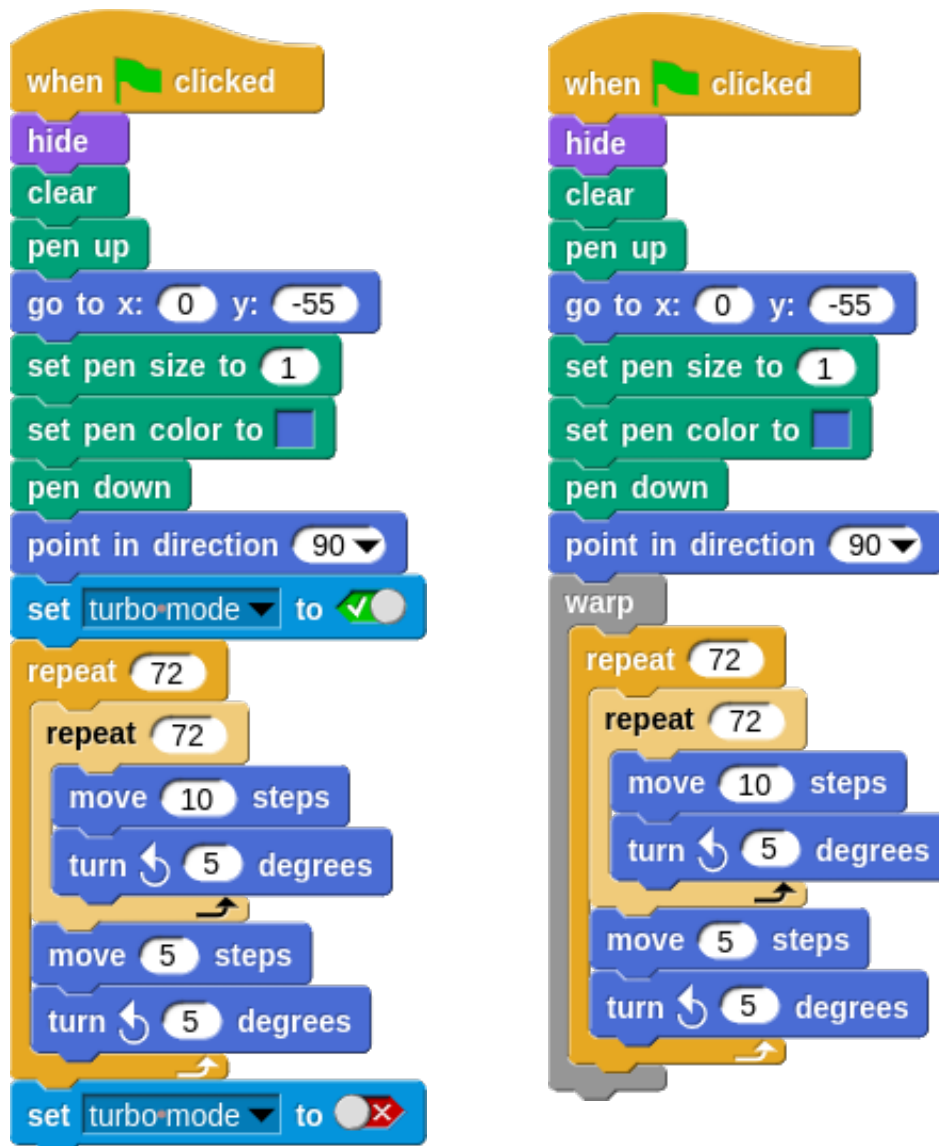 when clicked
hide
clear
pen up
go to x: 0 y: -55
set pen size to 1
set pen color to
pen down
point in direction 90
set turbo mode to
repeat 72
repeat 72
move 10 steps
turn 5 degrees
move 5 steps
turn 5 degrees
set turbo mode to
when clicked
hide
clear
pen up
go to x: 0 y: -55
set pen size to 1
set pen color to
pen down
point in direction 90
warp
repeat 72
repeat 72
move 10 steps
turn 5 degrees
move 5 steps
turn 5 degrees